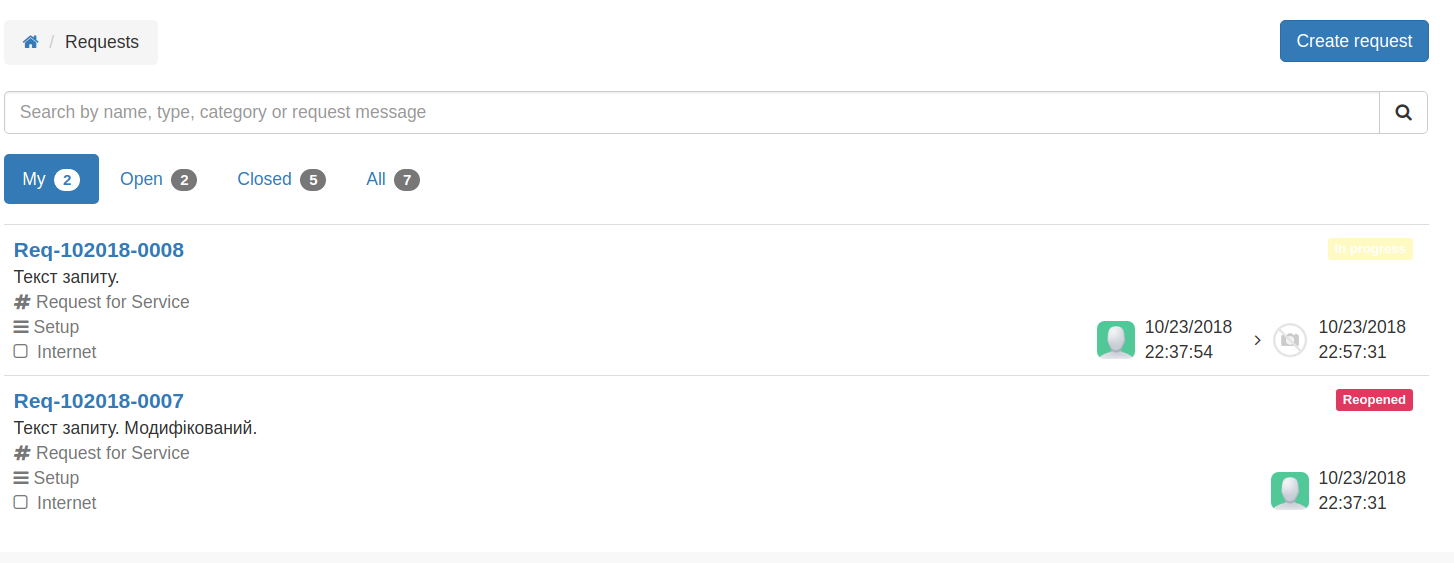 / Requests
Create request
Search by name, type, category or request message
My 2 Open 2 Closed 5 All 7
Req-102018-0008
In progress
Текст запиту.
# Request for Service
Setup
Internet
10/23/2018
22:37:54
10/23/2018
22:57:31
Req-102018-0007
Reopened
Текст запиту. Модифікований.
# Request for Service
Setup
Internet
10/23/2018
22:37:31